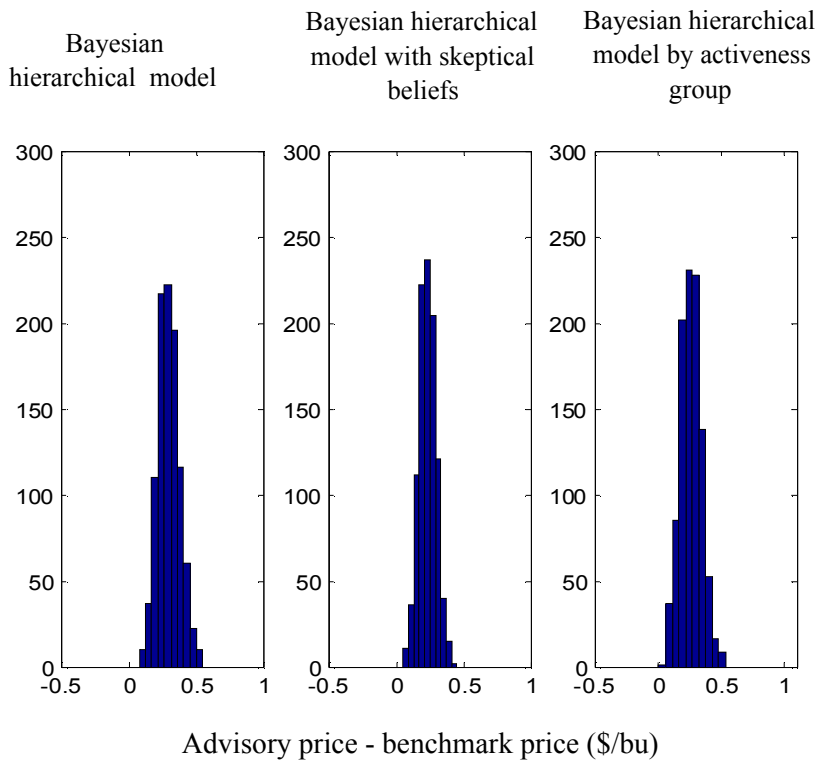 Bayesian
hierarchical model
Bayesian hierarchical
model with skeptical
beliefs
Bayesian hierarchical
model by activeness
group
300
250
200
150
100
50
0
-0.5 0 0.5 1
300
250
200
150
100
50
0
-0.5 0 0.5 1
300
250
200
150
100
50
0
-0.5 0 0.5 1
Advisory price - benchmark price ($/bu)